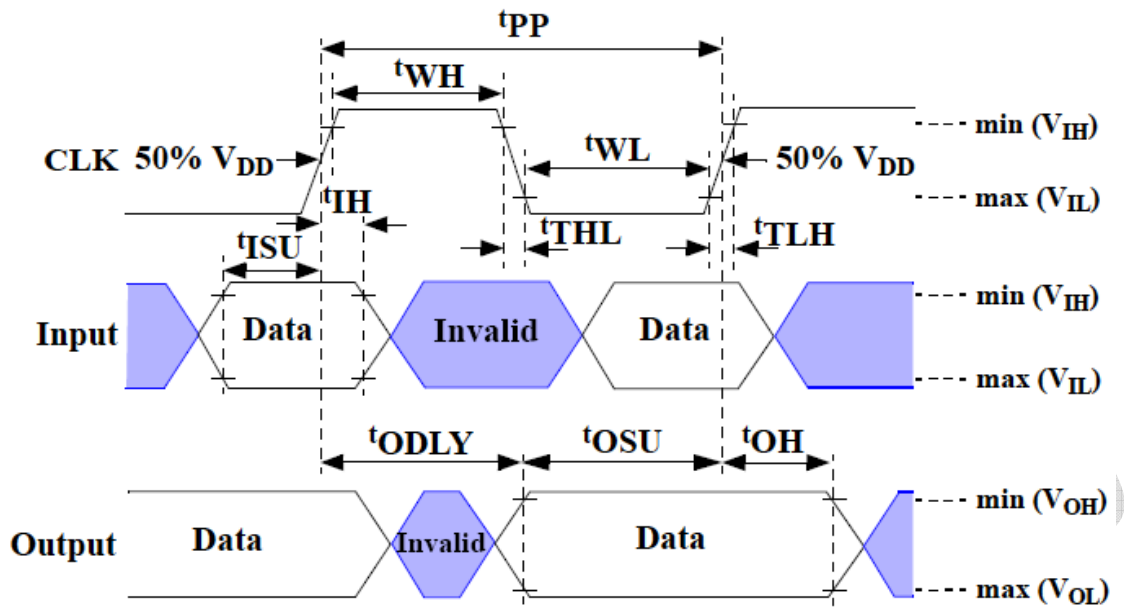 tPP
tWH
min (VIH)
CLK 50% VDD
tWL
50% VDD
tIH
max (VIL)
tTHL
tTLH
tISU
min (VIH)
Input
Data
Invalid
Data
max (VIL)
tODLY
tOSU
tOH
min (VOH)
Output
Data
Invalid
Data
max (VOL)